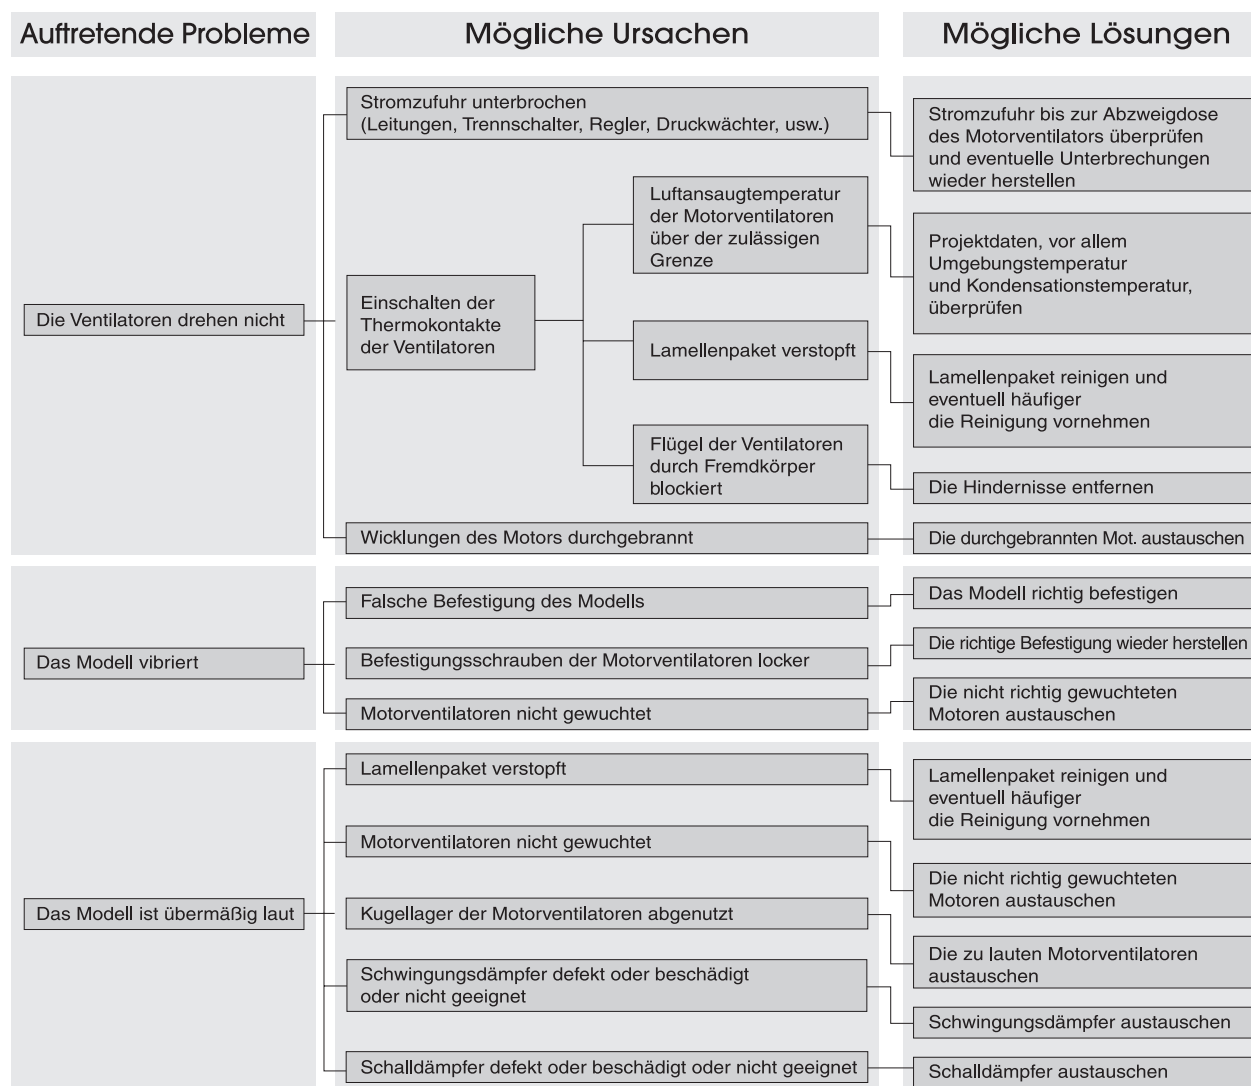 Auftretende Probleme
Mögliche Ursachen
Mögliche Lösungen
Die Ventilatoren drehen nicht
Stromzufuhr unterbrochen
(Leitungen, Trennschalter, Regler, Druckwächter, usw.)
Stromzufuhr bis zur Abzweigdose
des Motorventilators überprüfen
und eventuelle Unterbrechungen
wieder herstellen
Einschalten der
Thermokontakte
der Ventilatoren
Luftansaugtemperatur
der Motorventilatoren
über der zulässigen
Grenze
Projektdaten, vor allem
Umgebungstemperatur
und Kondensationstemperatur,
überprüfen
Lamellenpaket verstopft
Lamellenpaket reinigen und
eventuell häufiger
die Reinigung vornehmen
Flügel der Ventilatoren
durch Fremdkörper
blockiert
Die Hindernisse entfernen
Wicklungen des Motors durchgebrannt
Die durchgebrannten Mot. austauschen
Das Modell vibriert
Falsche Befestigung des Modells
Das Modell richtig befestigen
Befestigungsschrauben der Motorventilatoren locker
Die richtige Befestigung wieder herstellen
Motorventilatoren nicht gewuchtet
Die nicht richtig gewuchteten
Motoren austauschen
Das Modell ist übermäßig laut
Lamellenpaket verstopft
Lamellenpaket reinigen und
eventuell häufiger
die Reinigung vornehmen
Motorventilatoren nicht gewuchtet
Die nicht richtig gewuchteten
Motoren austauschen
Kugellager der Motorventilatoren abgenutzt
Die zu lauten Motorventilatoren
austauschen
Schwingungsdämpfer defekt oder beschädigt
oder nicht geeignet
Schwingungsdämpfer austauschen
Schalldämpfer defekt oder beschädigt oder nicht geeignet
Schalldämpfer austauschen